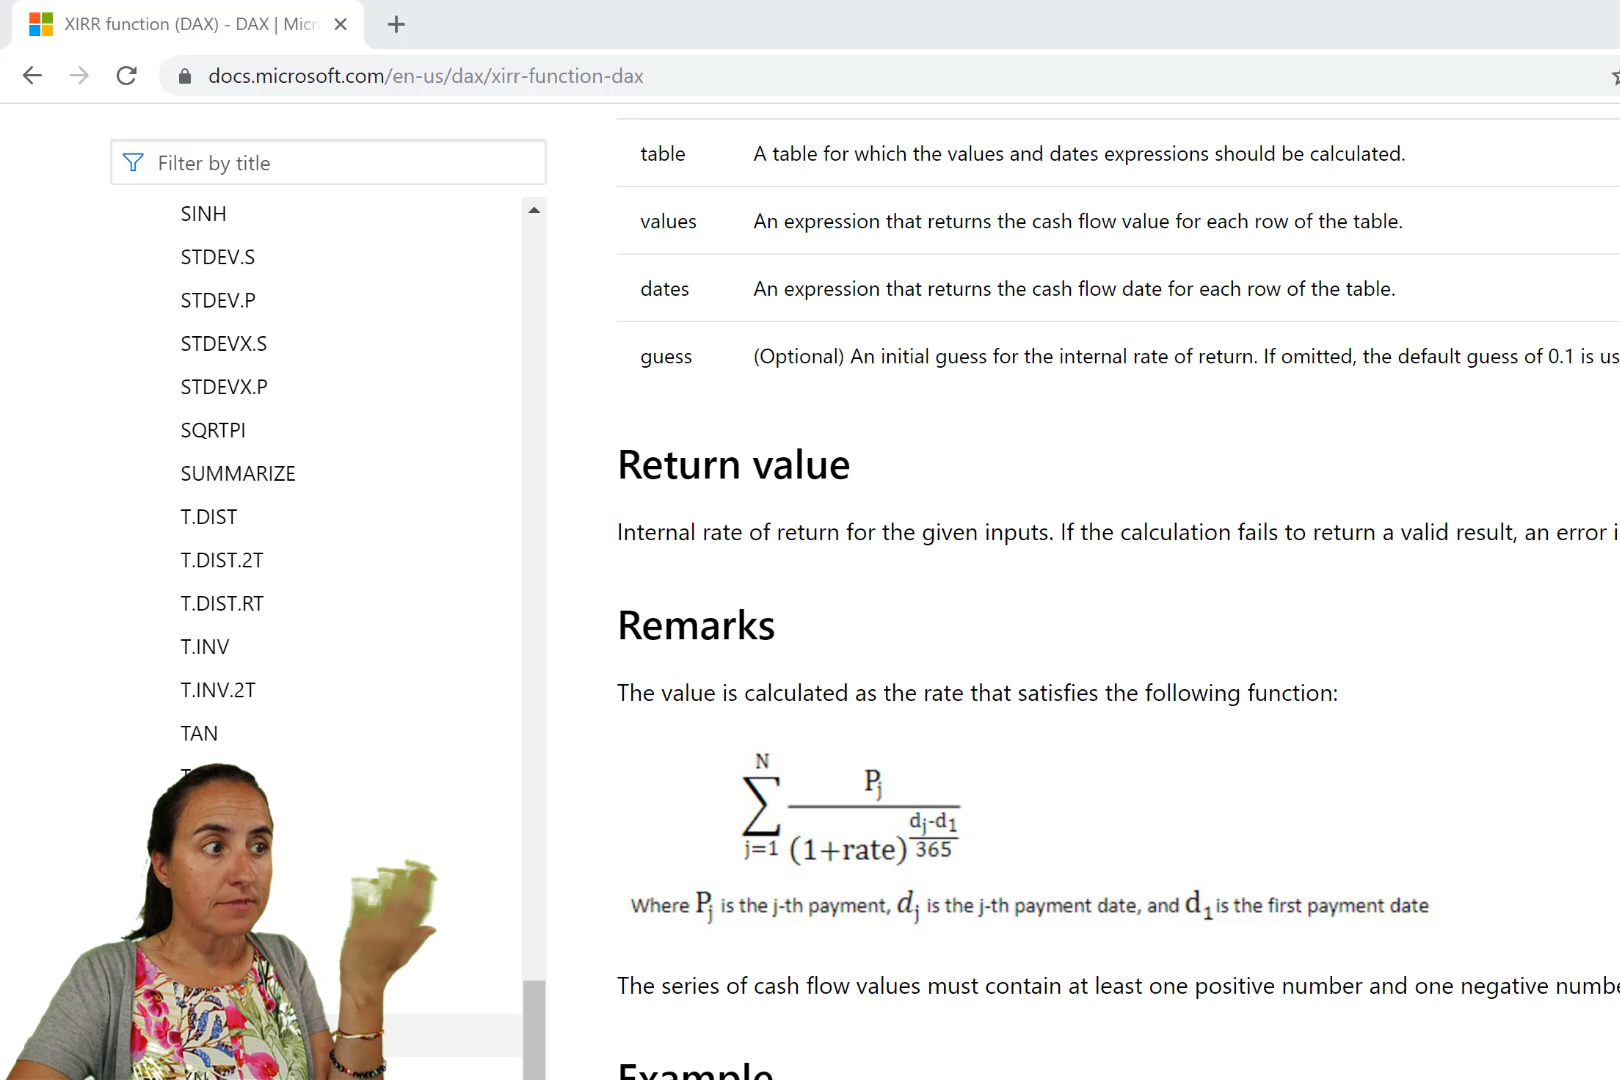 XIRR function (DAX) - DAX | Micr
docs.microsoft.com/en-us/dax/xirr-function-dax
Filter by title
SINH
STDEV.S
STDEV.P
STDEVX.S
STDEVX.P
SQRTPI
SUMMARIZE
T.DIST
T.DIST.2T
T.DIST.RT
T.INV
T.INV.2T
TAN
table A table for which the values and dates expressions should be calculated.
values An expression that returns the cash flow value for each row of the table.
dates An expression that returns the cash flow date for each row of the table.
guess (Optional) An initial guess for the internal rate of return. If omitted, the default guess of 0.1 is us
Return value
Internal rate of return for the given inputs. If the calculation fails to return a valid result, an error i
Remarks
The value is calculated as the rate that satisfies the following function:
N
Pj
∑
dj-d1
j=1 (1+rate) 365
Where Pj is the j-th payment, dj is the j-th payment date, and d1 is the first payment date
The series of cash flow values must contain at least one positive number and one negative numbe
Example